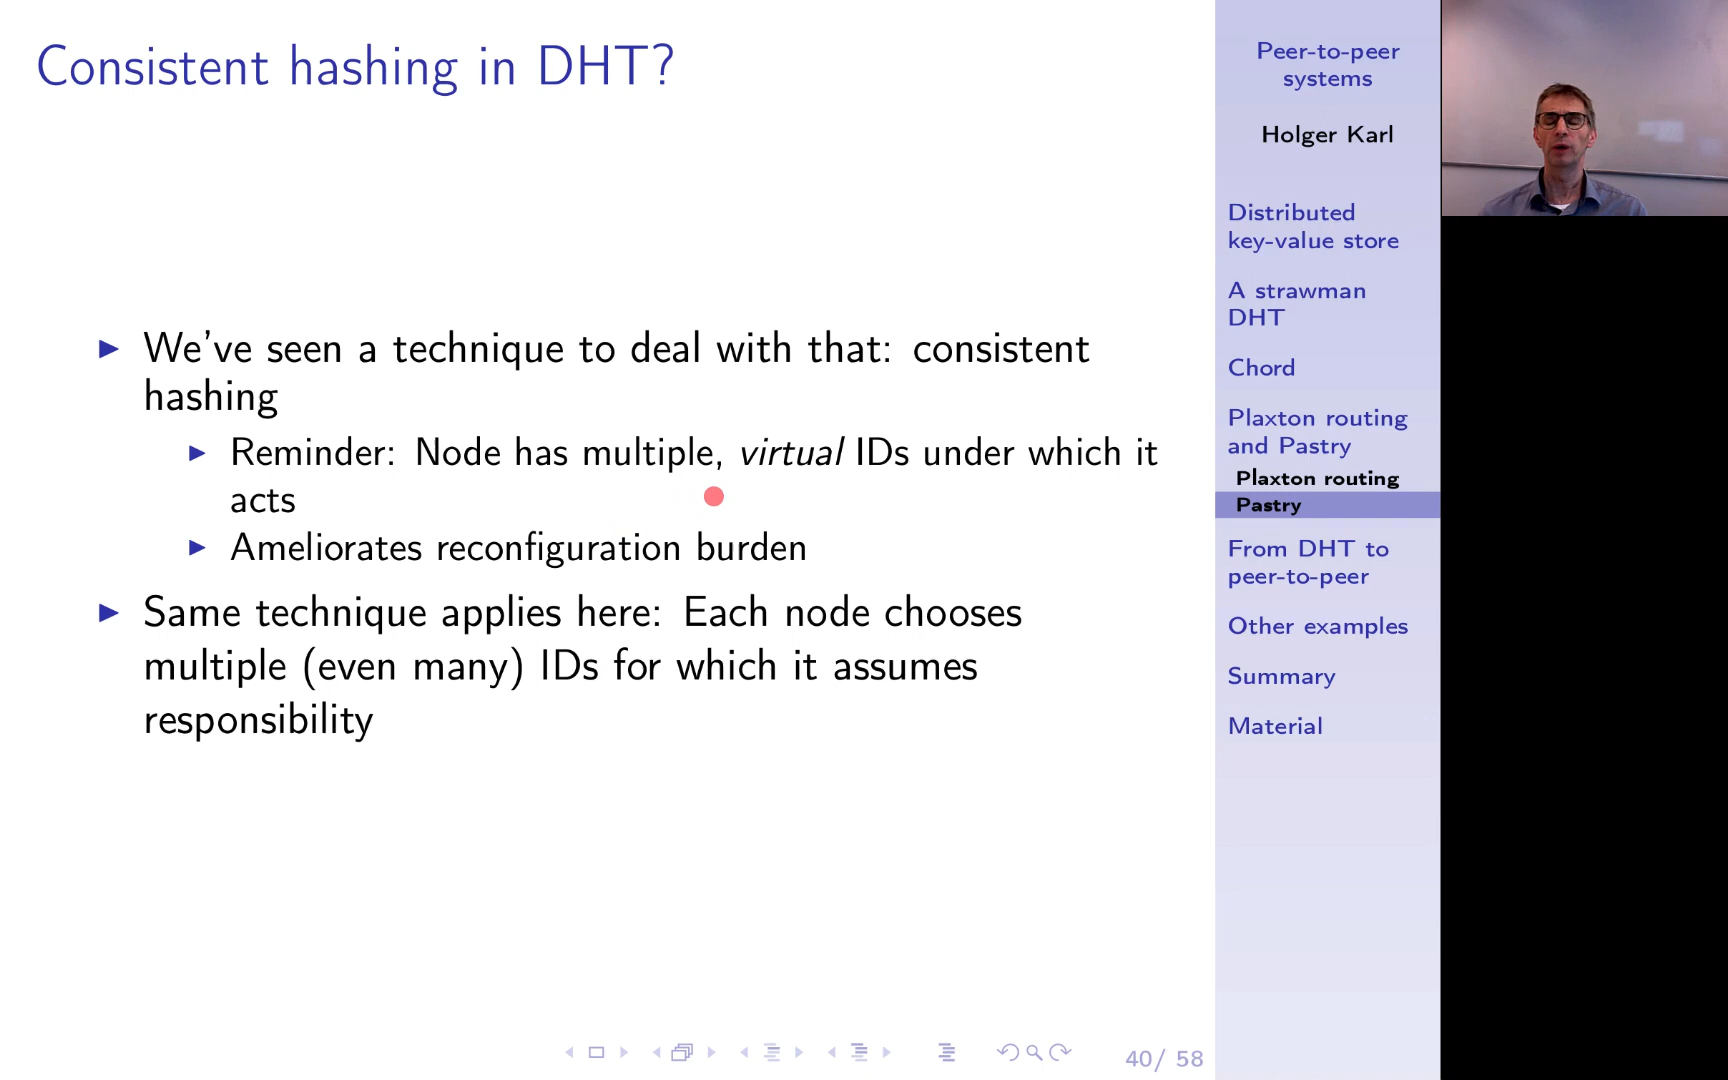 Consistent hashing in DHT?
We've seen a technique to deal with that: consistent
hashing
Reminder: Node has multiple, virtual IDs under which it
acts
Ameliorates reconfiguration burden
Same technique applies here: Each node chooses
multiple (even many) IDs for which it assumes
responsibility
40/ 58
Peer-to-peer
systems
Holger Karl
Distributed
key-value store
A strawman
DHT
Chord
Plaxton routing
and Pastry
Plaxton routing
Pastry
From DHT to
peer-to-peer
Other examples
Summary
Material